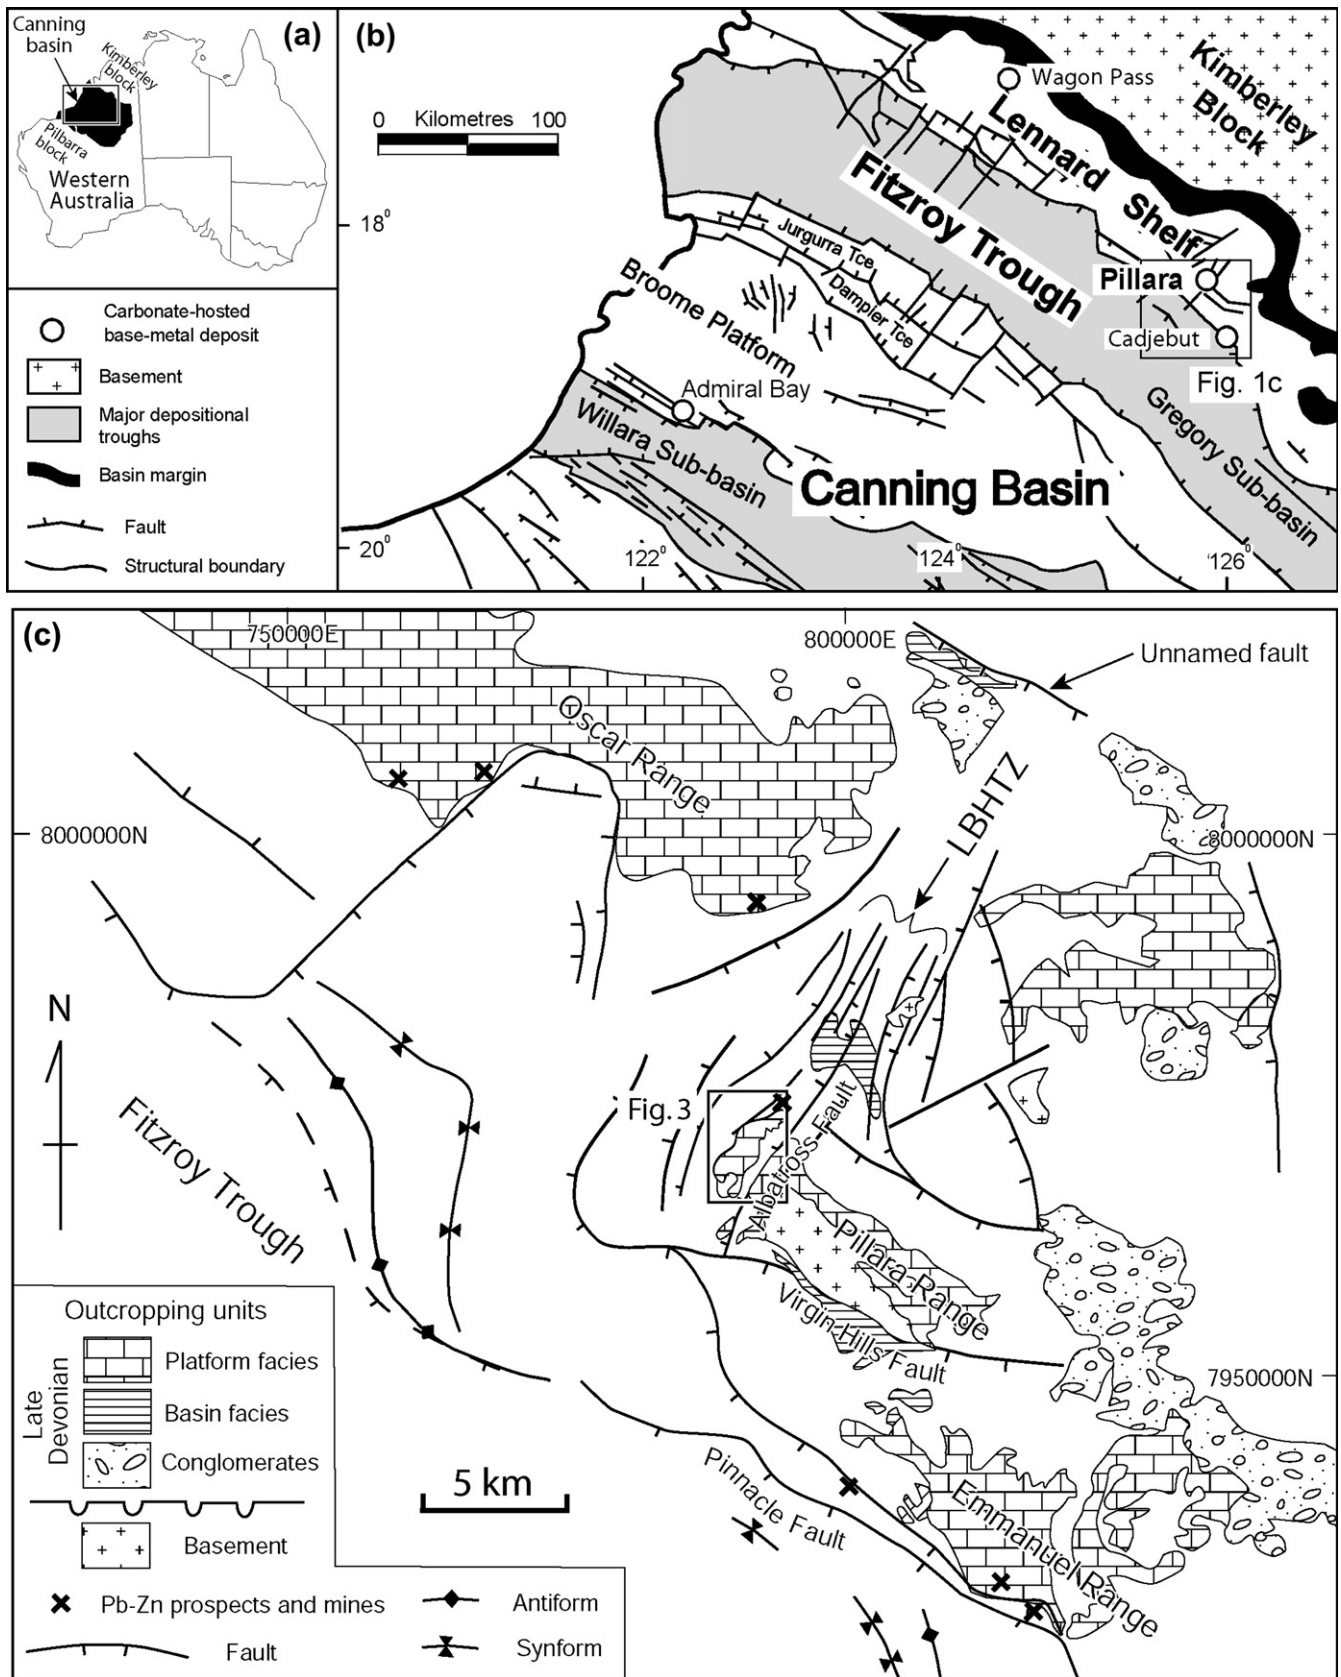 (a)
Canning
basin
Kimberley
block
Pilbarra
block
Western
Australia
Carbonate-hosted
base-metal deposit
Basement
Major depositional
troughs
Basin margin
Fault
Structural boundary
(b)
0 Kilometres 100
18⁰
20⁰
122⁰
124⁰
126⁰
Wagon Pass
Kimberley
Block
Lennard Shelf
Fitzroy Trough
Jurgurra Tce
Dampier Tce
Broome Platform
Pillara
Cadjebut
Fig. 1c
Admiral Bay
Willara Sub-basin
Canning Basin
Gregory Sub-basin
(c)
750000E
800000E
Unnamed fault
Oscar Range
LBHTZ
8000000N
8000000N
N
Fig. 3
Albatross Fault
Fitzroy Trough
Pillara Range
Virgin Hills Fault
7950000N
Pinnacle Fault
Emmanuel Range
5 km
Outcropping units
Late
Devonian
Platform facies
Basin facies
Conglomerates
Basement
Pb-Zn prospects and mines
Antiform
Fault
Synform